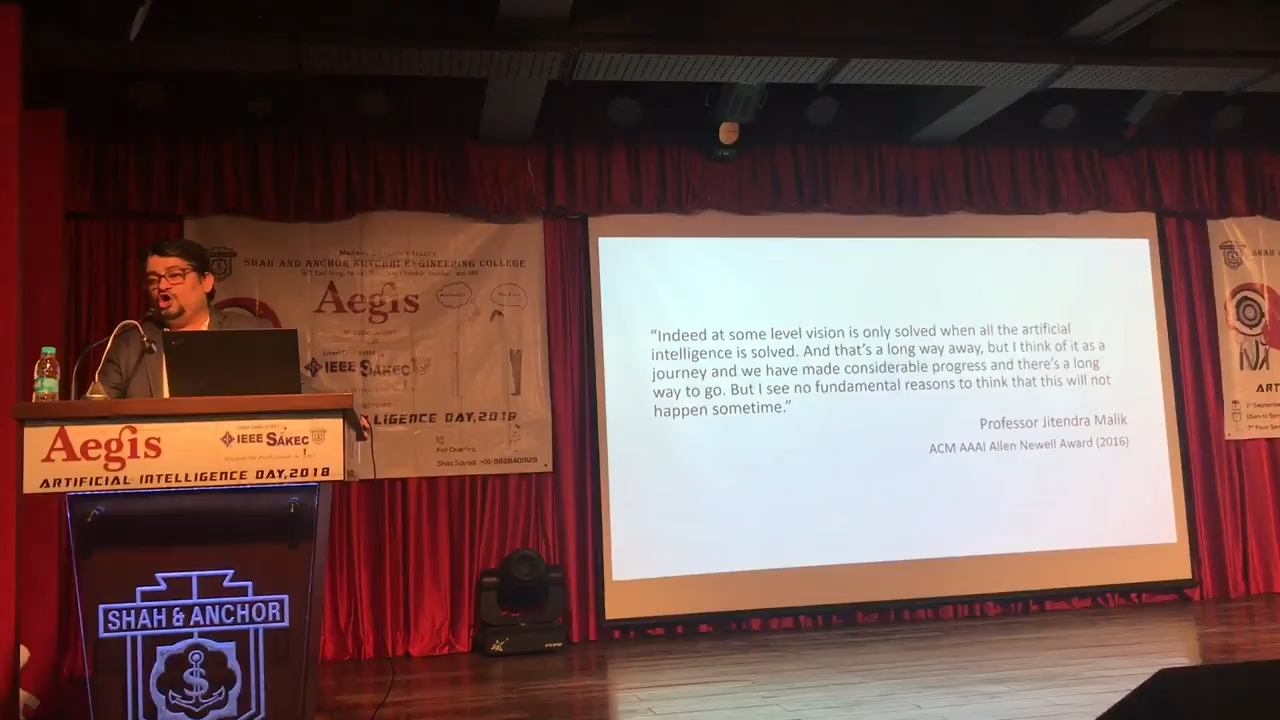 SHAH AND ANCHOR KUTCHHI ENGINEERING COLLEGE
Aegis
IEEE SAKEC
LIGENCE DAY,2018
For Queries,
Aegis
IEEE SAKEC
ARTIFICIAL INTELLIGENCE DAY,2018
SHAH & ANCHOR
“Indeed at some level vision is only solved when all the artificial
intelligence is solved. And that’s a long way away, but I think of it as a
journey and we have made considerable progress and there’s a long
way to go. But I see no fundamental reasons to think that this will not
happen sometime.”
Professor Jitendra Malik
ACM AAAI Allen Newell Award (2016)
SHAH
ART